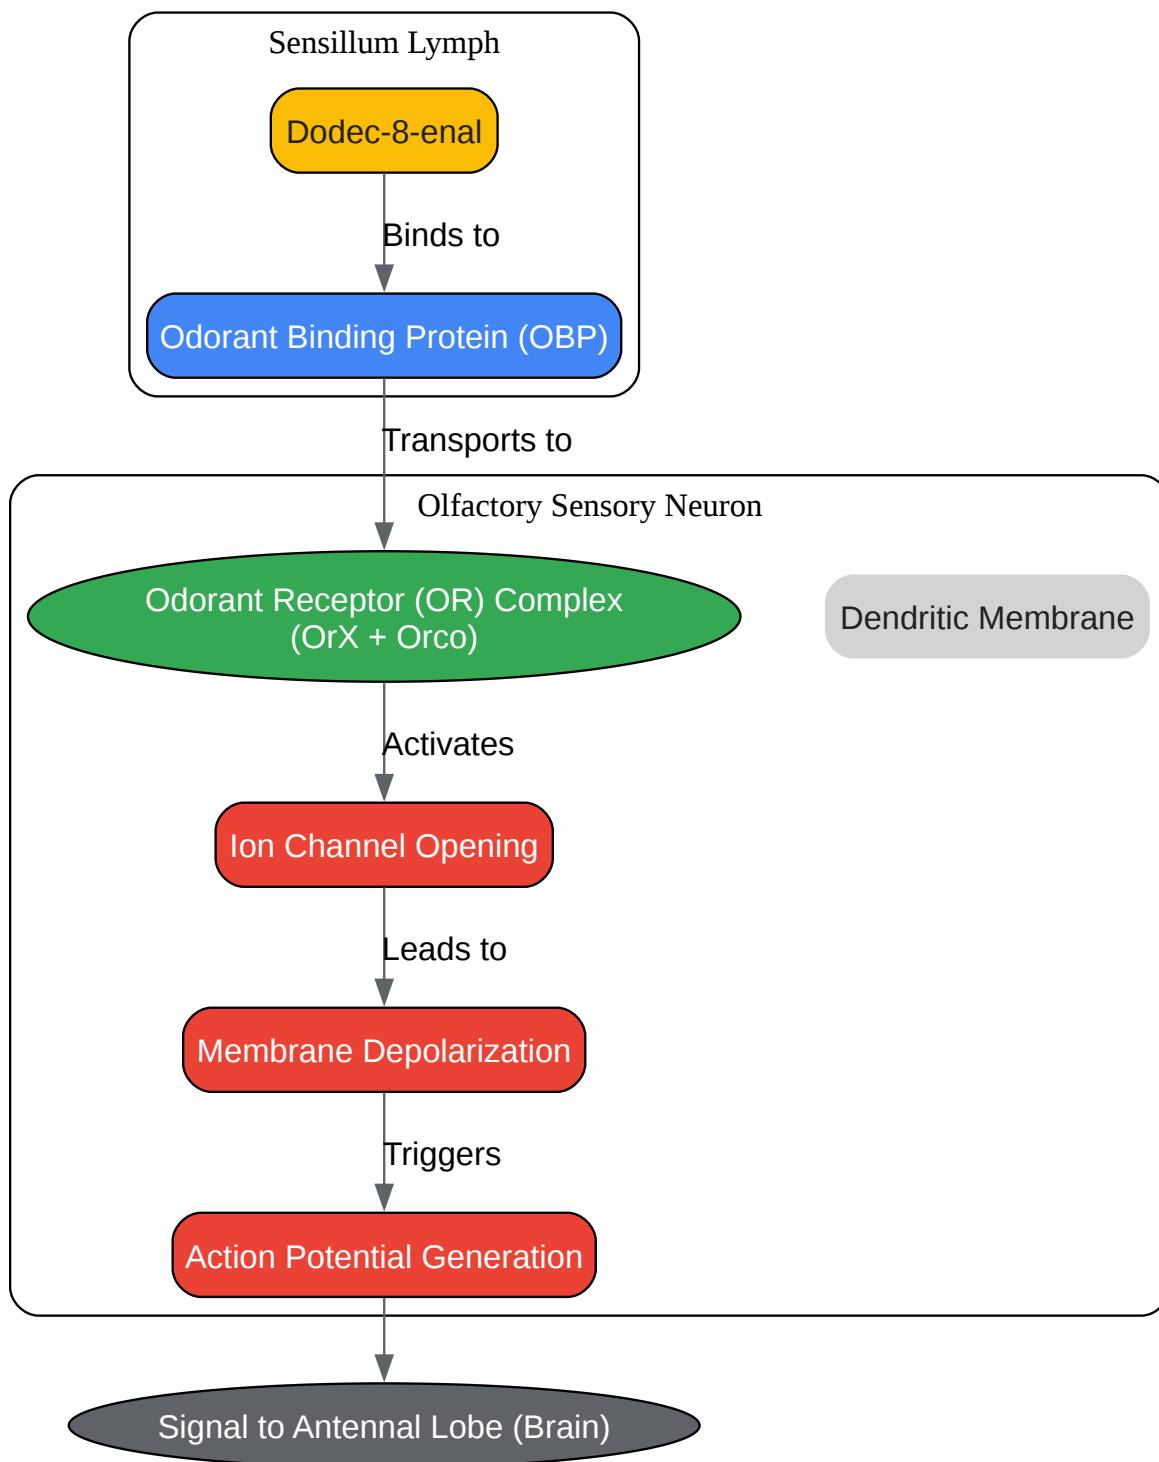 Sensillum Lymph
Dodec-8-enal
Binds to
Odorant Binding Protein (OBP)
Transports to
Olfactory Sensory Neuron
Odorant Receptor (OR) Complex
(OrX + Orco)
Dendritic Membrane
Activates
Ion Channel Opening
Leads to
Membrane Depolarization
Triggers
Action Potential Generation
Signal to Antennal Lobe (Brain)